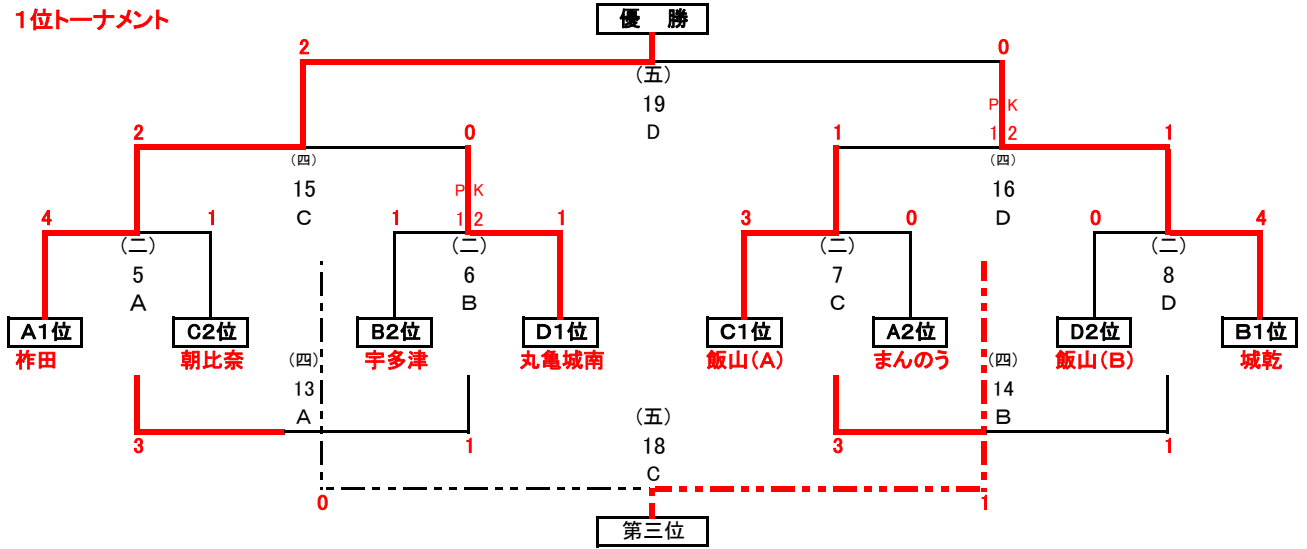 1位トーナメント
優　勝
2
0
(五)
19
D
P K
1 2
2
0
1
1
(四)
15
C
(四)
16
D
P K
1 2
4
1
1
1
3
0
0
4
(二)
5
A
(二)
6
B
(二)
7
C
(二)
8
D
A1位
C2位
B2位
D1位
C1位
A2位
D2位
B1位
柞田
朝比奈
宇多津
丸亀城南
飯山(A)
まんのう
飯山(B)
城乾
(四)
13
A
(四)
14
B
3
1
3
1
(五)
18
C
0
1
第三位